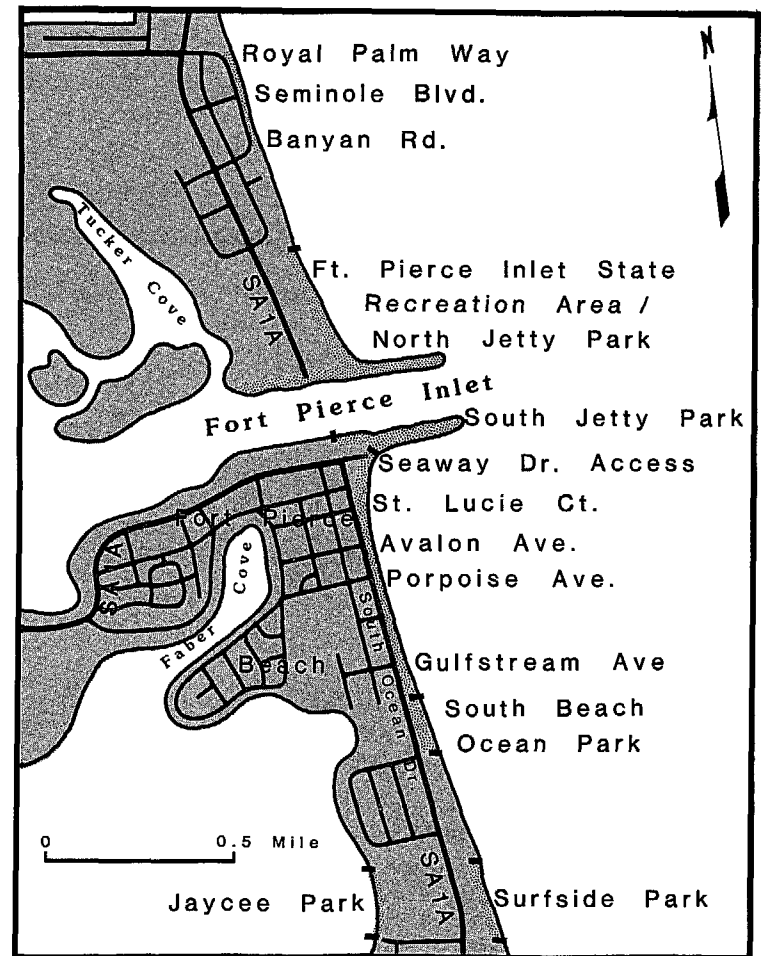 N
Royal Palm Way
Seminole Blvd.
Banyan Rd.
Tucker Cove
Ft. Pierce Inlet State
Recreation Area /
North Jetty Park
SA1A
Fort Pierce Inlet
South Jetty Park
Seaway Dr. Access
St. Lucie Ct.
Fort Pierce
Avalon Ave.
SA1A
Cove
Porpoise Ave.
South Ocean Dr
Faber
Beach
Gulfstream Ave
South Beach
Ocean Park
0 0.5 Mile
SA1A
Jaycee Park
Surfside Park